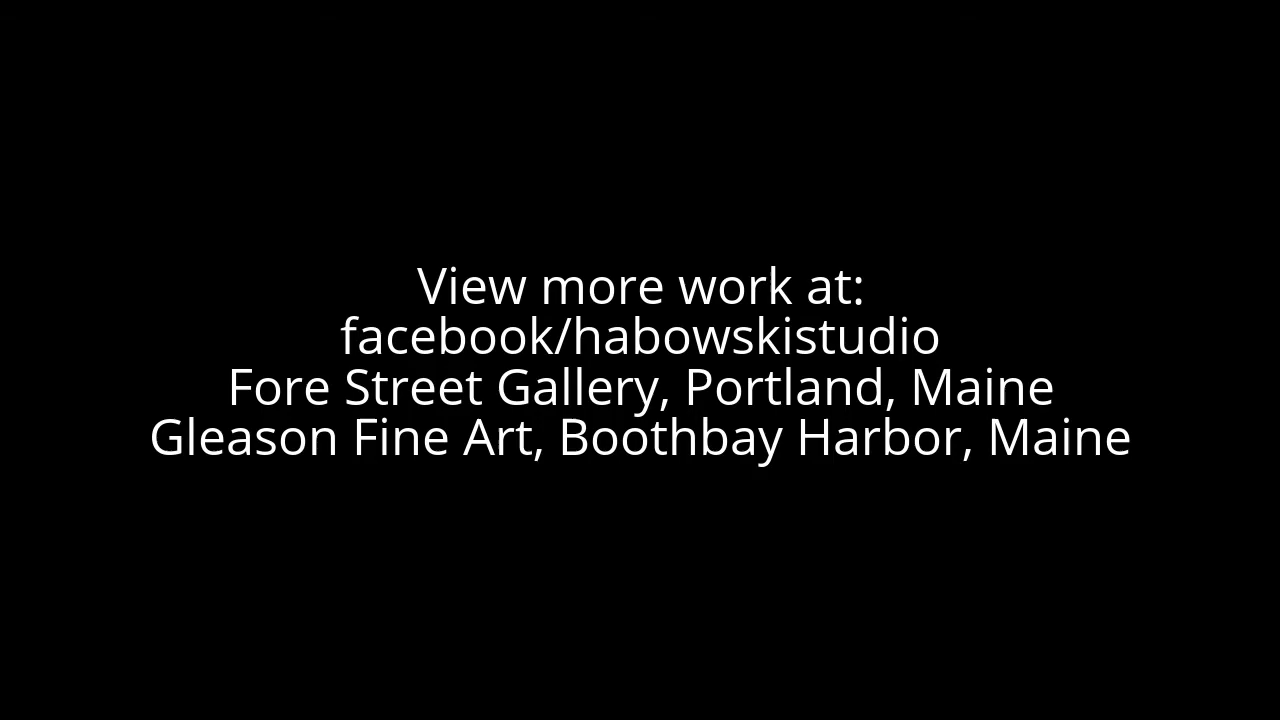 View more work at:
facebook/habowskistudio
Fore Street Gallery, Portland, Maine
Gleason Fine Art, Boothbay Harbor, Maine